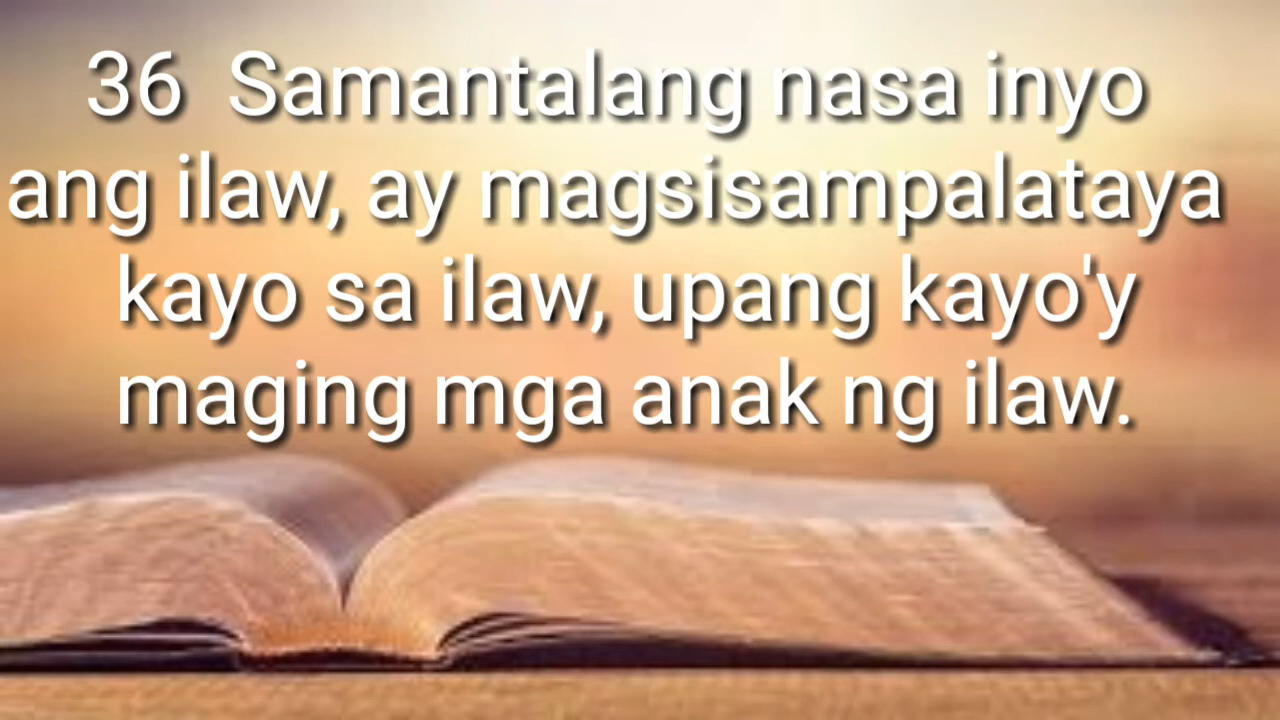 36  Samantalang nasa inyo
ang ilaw, ay magsisampalataya
kayo sa ilaw, upang kayo'y
maging mga anak ng ilaw.